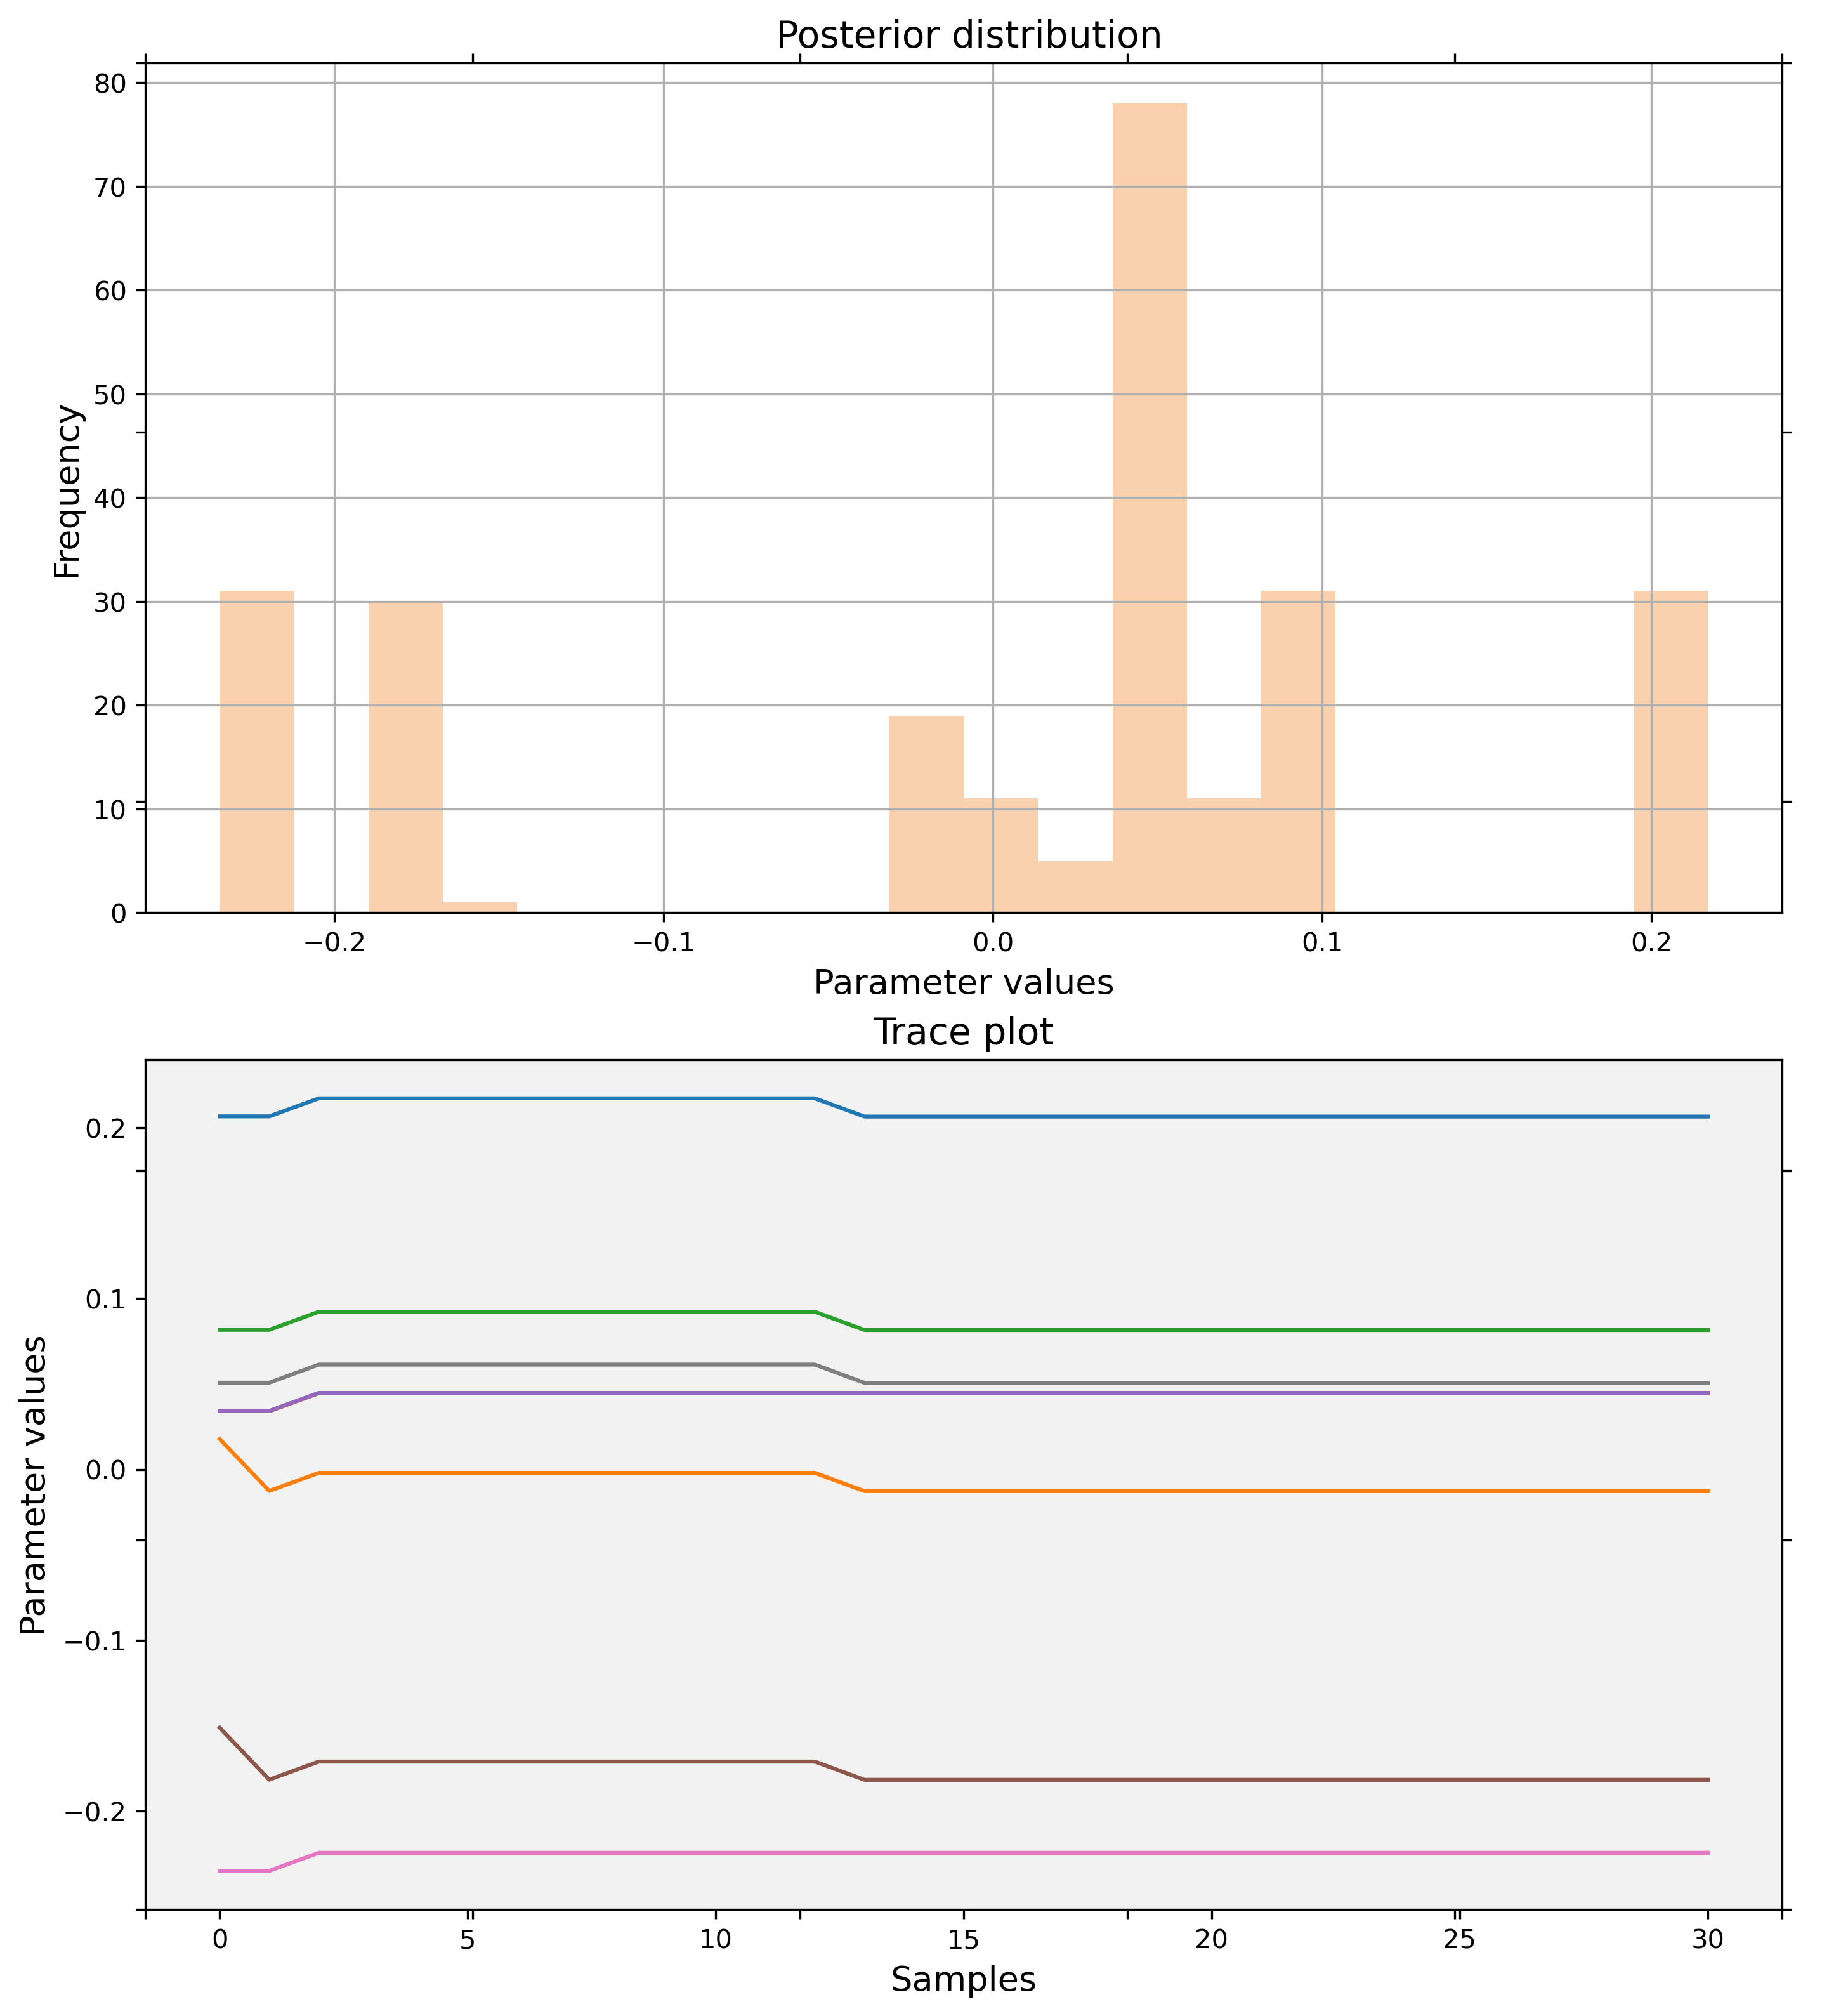 Posterior distribution
80
70
60
50
40
30
20
10
0
Frequency
−0.2 −0.1 0.0 0.1 0.2
Parameter values
Trace plot
0.2
0.1
0.0
−0.1
−0.2
Parameter values
0 5 10 15 20 25 30
Samples